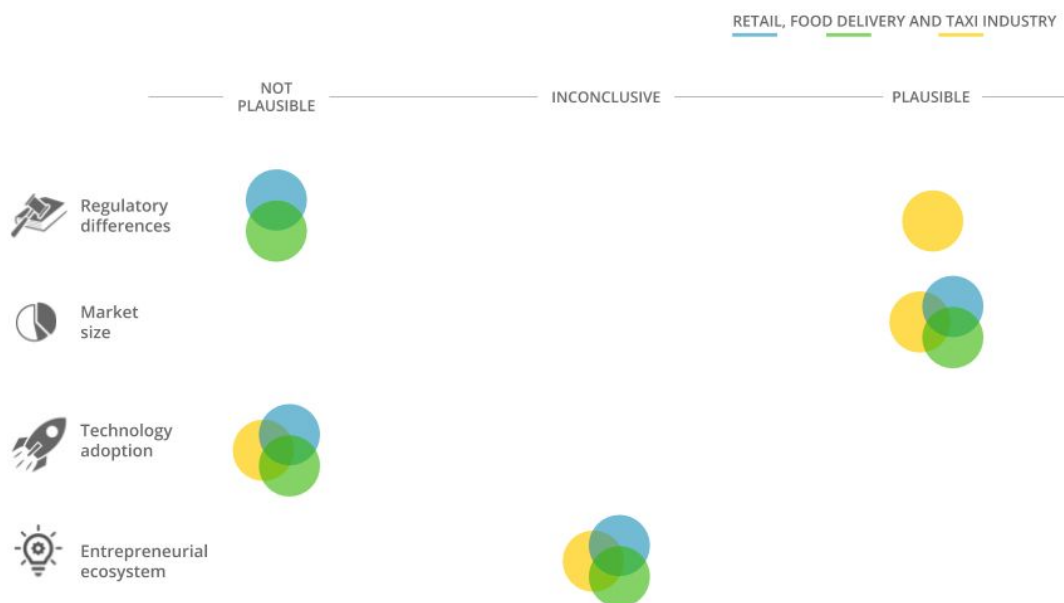 RETAIL, FOOD DELIVERY AND TAXI INDUSTRY
NOT
PLAUSIBLE
INCONCLUSIVE
PLAUSIBLE
Regulatory
differences
Market
size
Technology
adoption
Entrepreneurial
ecosystem